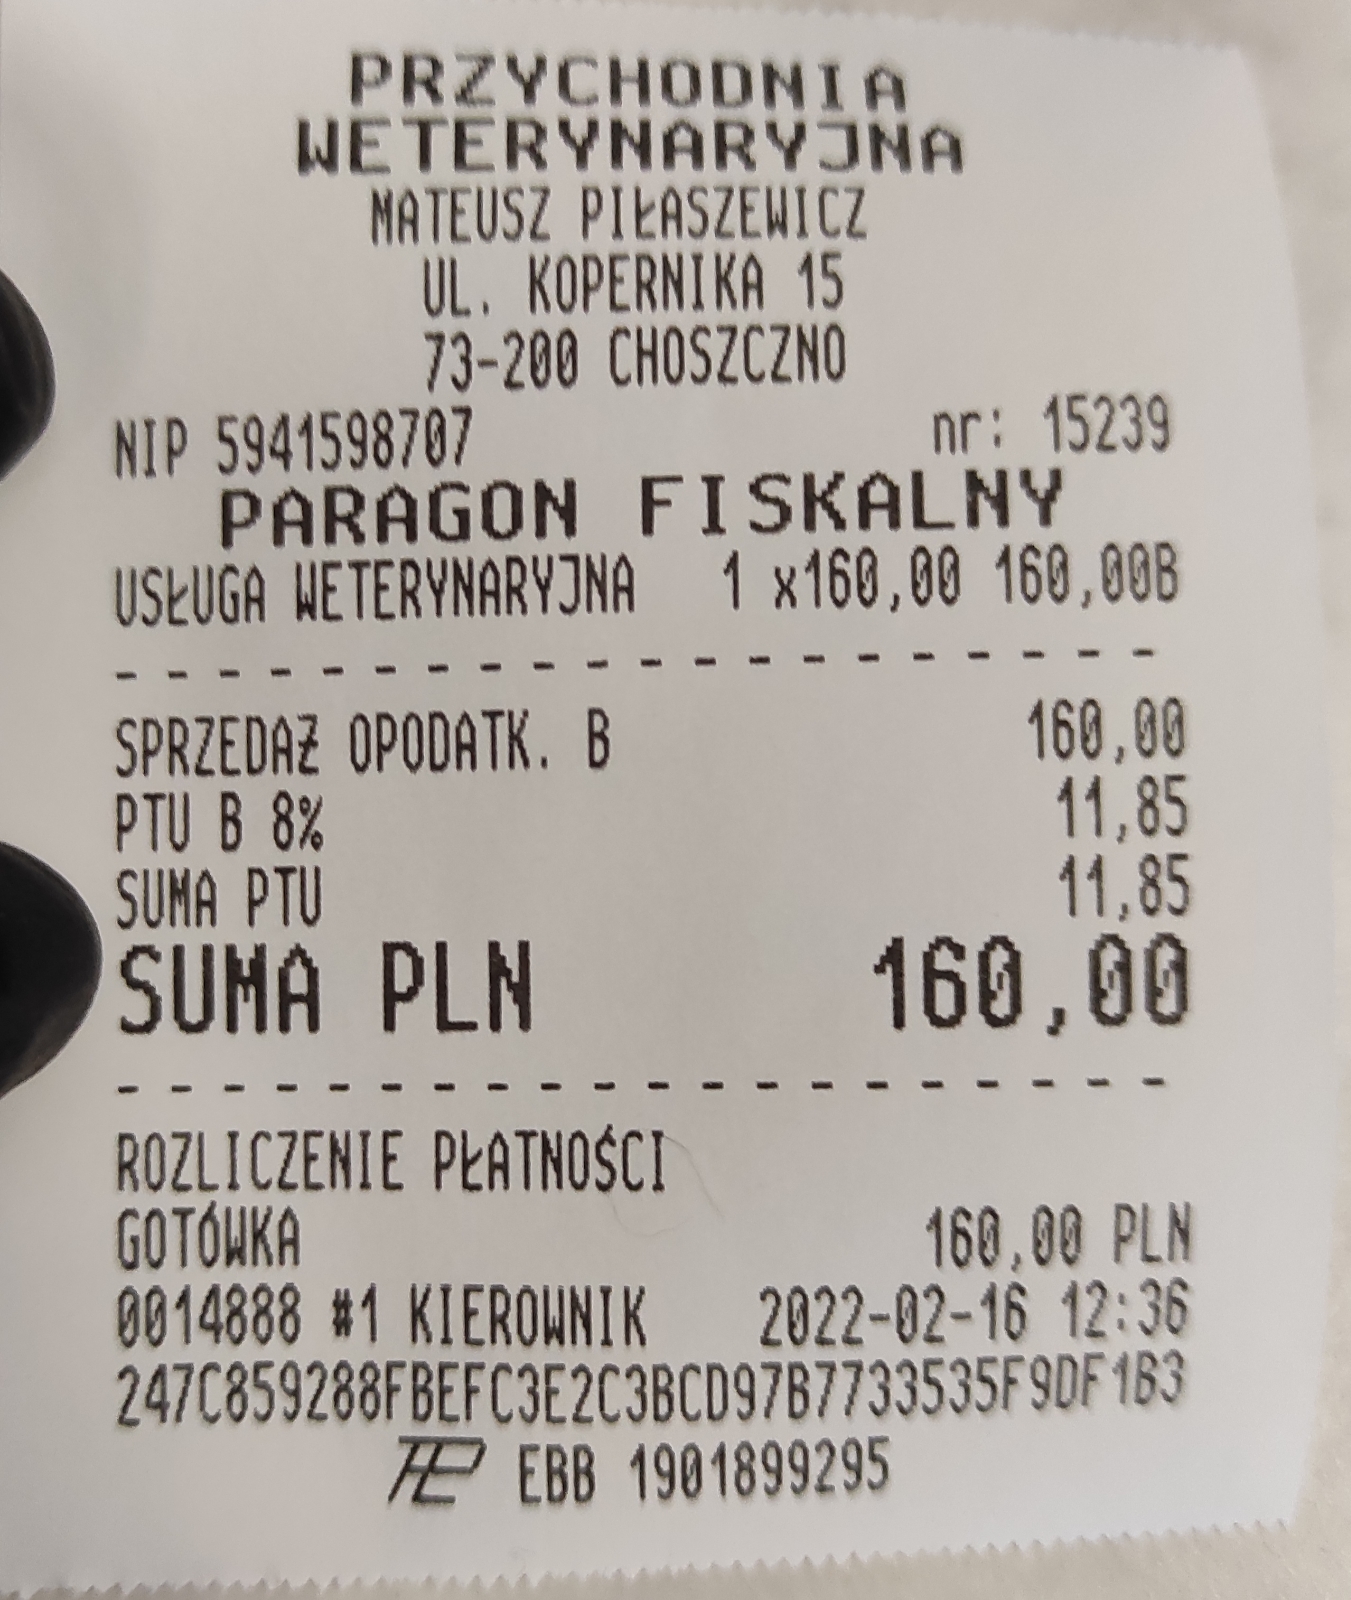 PRZYCHODNIA
WETERYNARYJNA
MATEUSZ PIŁASZEWICZ
UL. KOPERNIKA 15
73-200 CHOSZCZNO
NIP 5941598707 nr: 15239
PARAGON FISKALNY
USŁUGA WETERYNARYJNA 1 x160,00 160,00B
SPRZEDAŻ OPODATK. B 160,00
PTU B 8% 11,85
SUMA PTU 11,85
SUMA PLN 160,00
ROZLICZENIE PŁATNOŚCI
GOTÓWKA 160,00 PLN
0014888 #1 KIEROWNIK 2022-02-16 12:36
247C859288FBEFC3E2C3BCD97B7733535F9DF1B3
EBB 1901899295